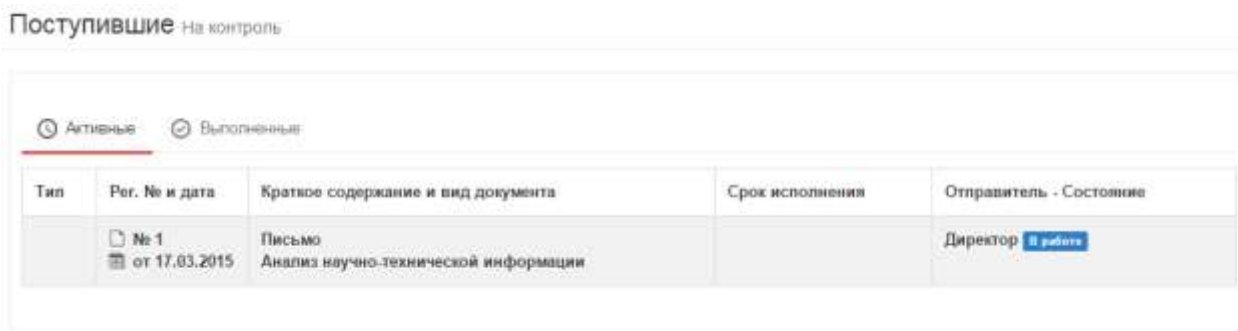 Поступившие На контроль
Активные Выполненные
Тип Рег. № и дата Краткое содержание и вид документа Срок исполнения Отправитель - Состояние
№ 1 Письмо Директор В работе
от 17.03.2015 Анализ научно-технической информации